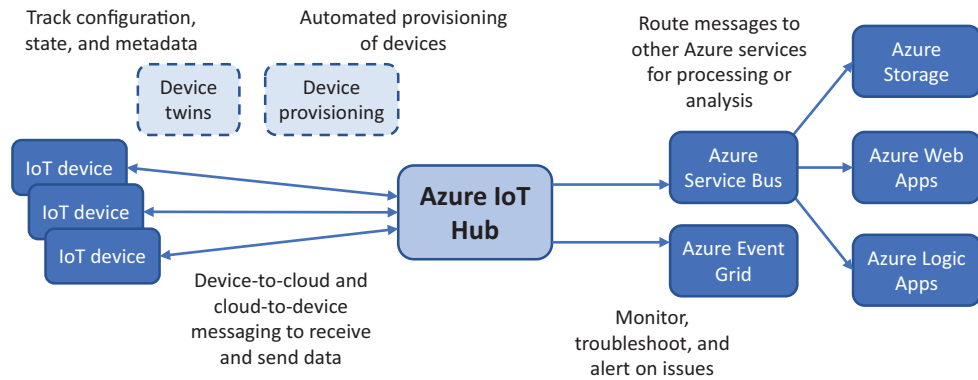 Track configuration,
state, and metadata
Automated provisioning
of devices
Route messages to
other Azure services
for processing or
analysis
Azure
Storage
Device
twins
Device
provisioning
IoT device
IoT device
IoT device
Azure IoT
Hub
Azure
Service Bus
Azure Web
Apps
Azure Event
Grid
Azure Logic
Apps
Device-to-cloud and
cloud-to-device
messaging to receive
and send data
Monitor,
troubleshoot, and
alert on issues